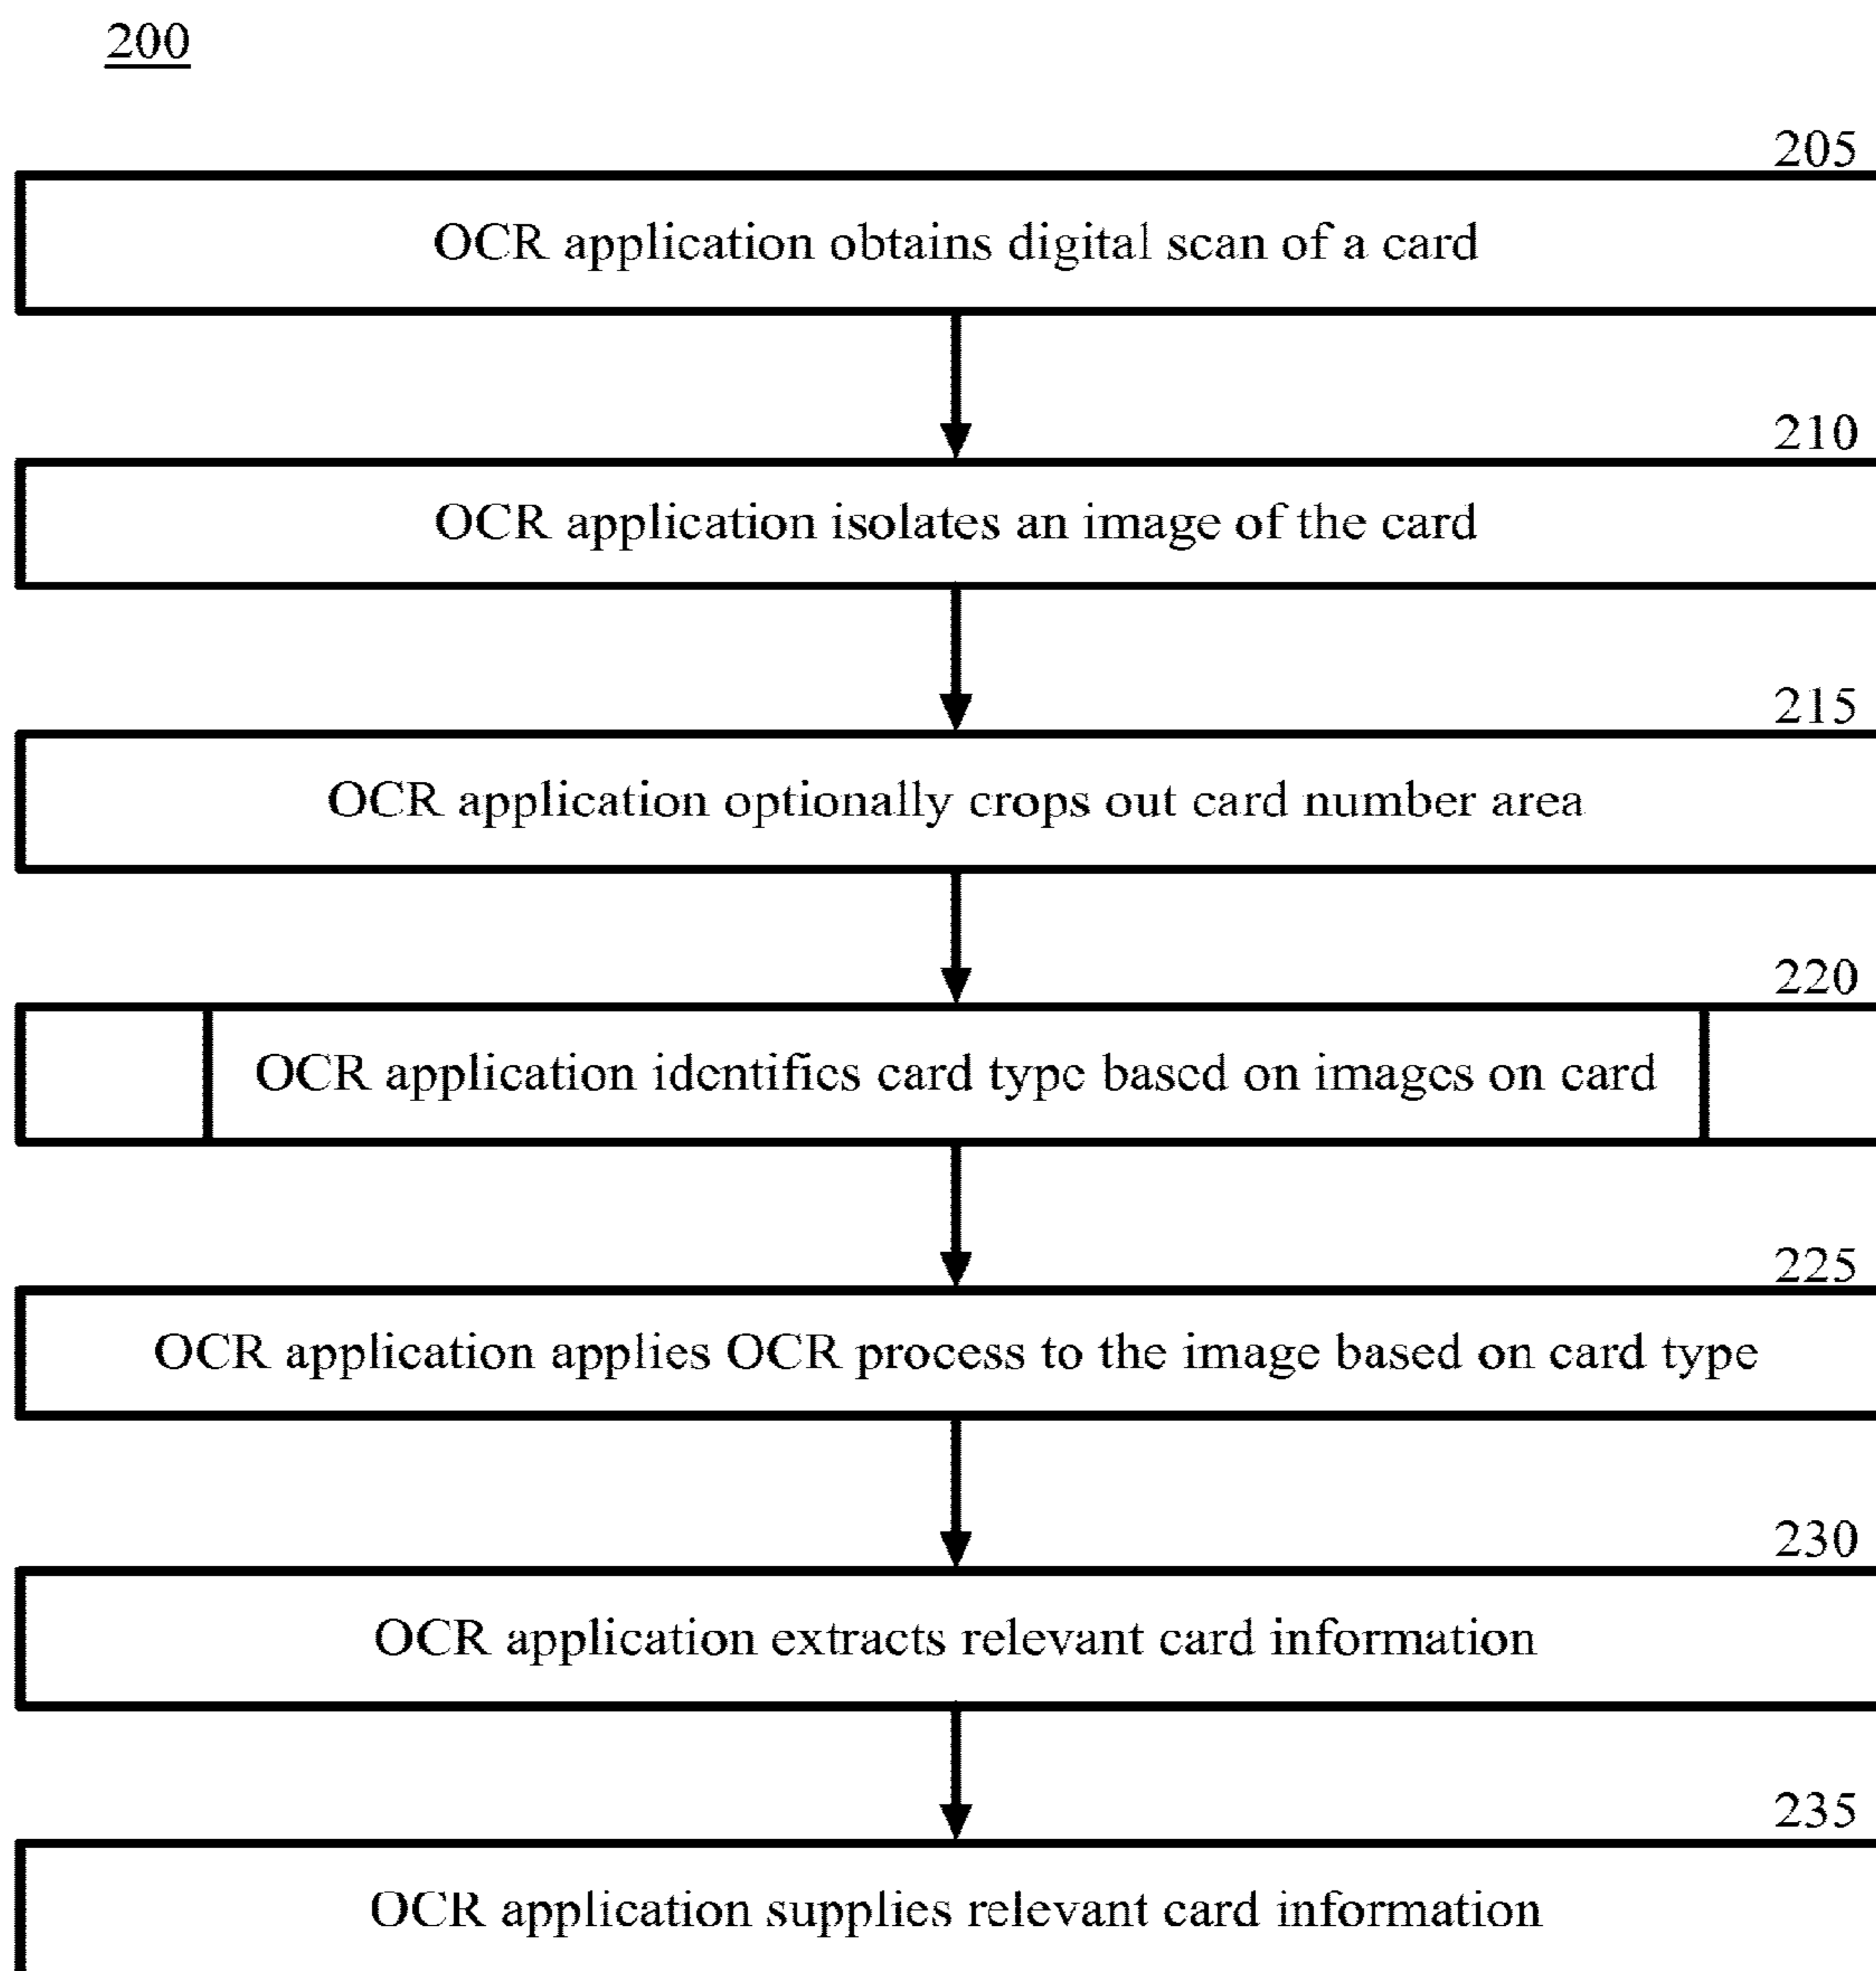 200
205
OCR application obtains digital scan of a card
210
OCR application isolates an image of the card
215
OCR application optionally crops out card number area
220
OCR application identifies card type based on images on card
225
OCR application applies OCR process to the image based on card type
230
OCR application extracts relevant card information
235
OCR application supplies relevant card information